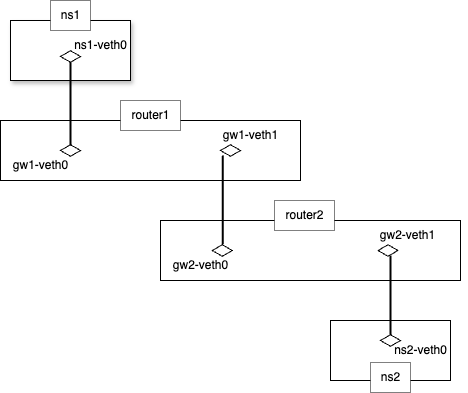 ns1
ns1-veth0
router1
gw1-veth1
gw1-veth0
router2
gw2-veth1
gw2-veth0
ns2-veth0
ns2